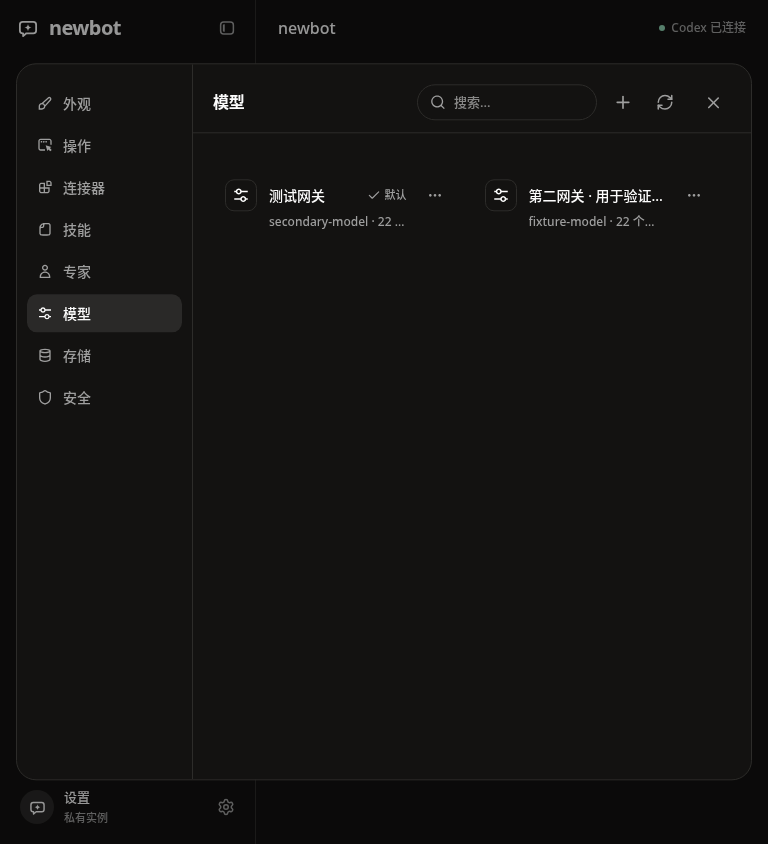 newbot
newbot
Codex 已连接
外观
操作
连接器
技能
专家
模型
存储
安全
模型
搜索...
测试网关
默认
secondary-model · 22 ...
第二网关 · 用于验证...
fixture-model · 22 个...
设置
私有实例